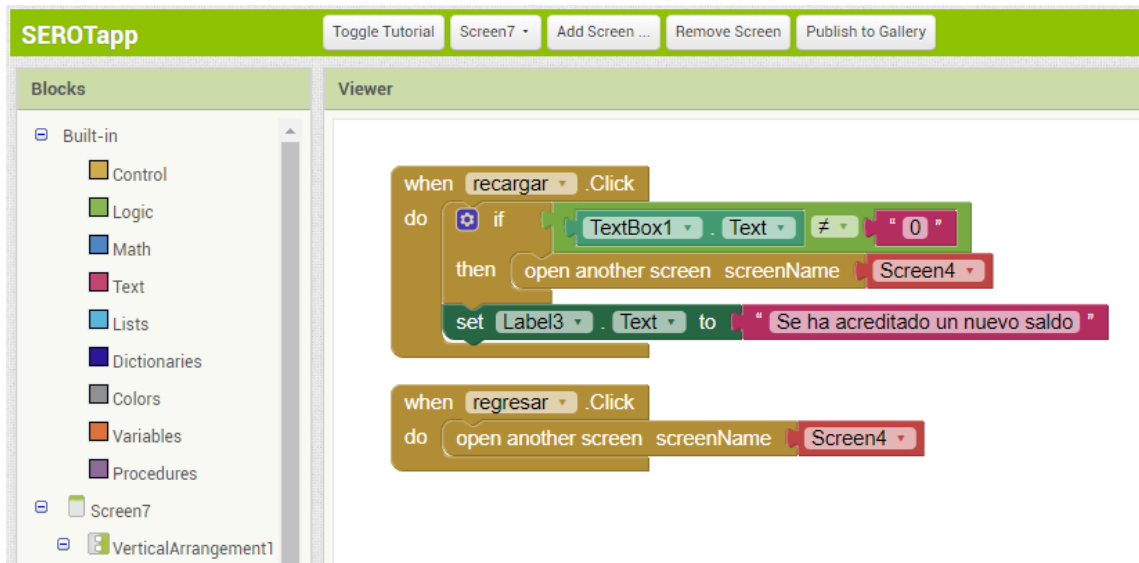 SEROTapp Toggle Tutorial Screen7 Add Screen ... Remove Screen Publish to Gallery
Blocks
Built-in
Control
Logic
Math
Text
Lists
Dictionaries
Colors
Variables
Procedures
Screen7
VerticalArrangement1
Viewer
when recargar .Click
do if TextBox1 . Text ≠ " 0 "
then open another screen screenName Screen4
set Label3 . Text to " Se ha acreditado un nuevo saldo "
when regresar .Click
do open another screen screenName Screen4